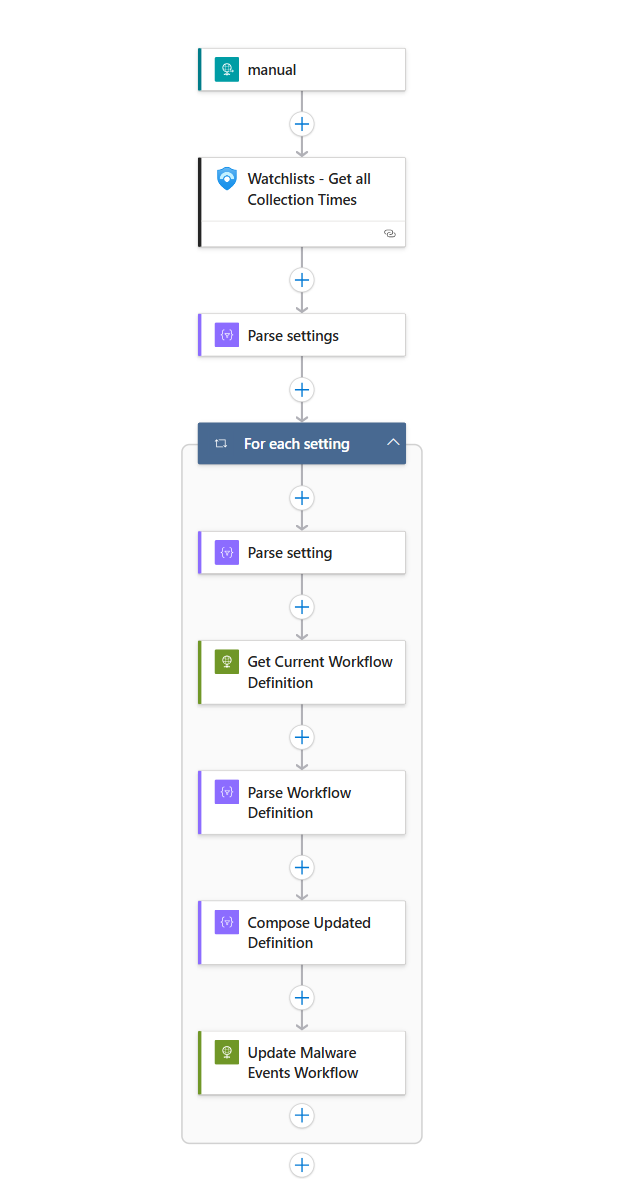 manual
Watchlists - Get all
Collection Times
Parse settings
For each setting
Parse setting
Get Current Workflow
Definition
Parse Workflow
Definition
Compose Updated
Definition
Update Malware
Events Workflow